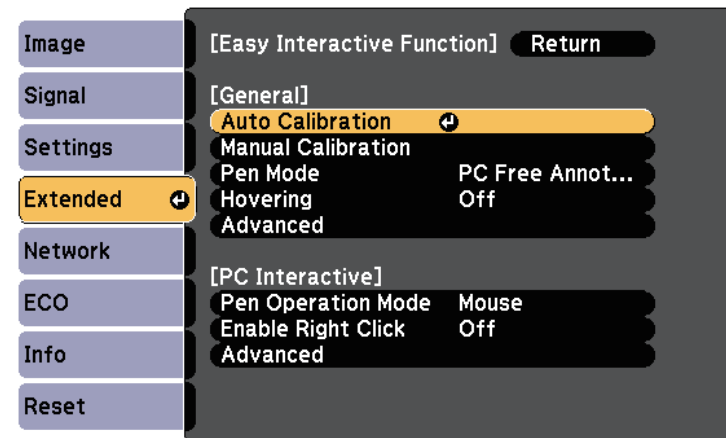 Image
Signal
Settings
Extended
Network
ECO
Info
Reset
[Easy Interactive Function] Return
[General]
Auto Calibration
Manual Calibration
Pen Mode PC Free Annot...
Hovering Off
Advanced
[PC Interactive]
Pen Operation Mode Mouse
Enable Right Click Off
Advanced